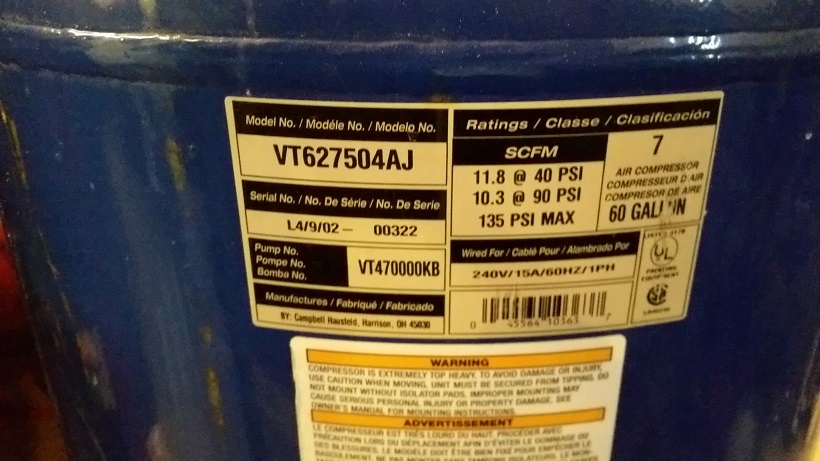 Model No. / Modéle No. / Modelo No.
VT627504AJ
Serial No. / No. De Série / No. De Serie
L4/9/02 - 00322
Pump No.
Pompe No.
Bomba No.
VT470000KB
Manufactures / Fabriqué / Fabricado
BY: Campbell Hausfeld, Harrison, OH 45030
Ratings / Classe / Clasificación
SCFM
11.8 @ 40 PSI
10.3 @ 90 PSI
135 PSI MAX
7
AIR COMPRESSOR
COMPRESSEUR D'AIR
COMPRESOR DE AIRE
60 GALLON
Wired For / Cablé Pour / Alambrado Por
240V/15A/60HZ/1PH
0 45564 10363
UL
WARNING
COMPRESSOR IS EXTREMELY TOP HEAVY. TO AVOID DAMAGE OR INJURY,
USE CAUTION WHEN MOVING. UNIT MUST BE SECURED FROM TIPPING. DO
NOT MOUNT WITHOUT ISOLATOR PADS. IMPROPER MOUNTING MAY
CAUSE SERIOUS PERSONAL INJURY OR PROPERTY DAMAGE. SEE
OWNER'S MANUAL FOR MOUNTING INSTRUCTIONS.
ADVERTISSEMENT
LE COMPRESSEUR EST TRÈS LOURD DU HAUT. PROCÉDER AVEC
PRÉCAUTION LORS DU DÉPLACEMENT AFIN D'ÉVITER LE DOMMAGE OU
DES BLESSURES. LE MODÈLE DOIT ÊTRE BIEN FIXÉ POUR EMPÊCHER LE